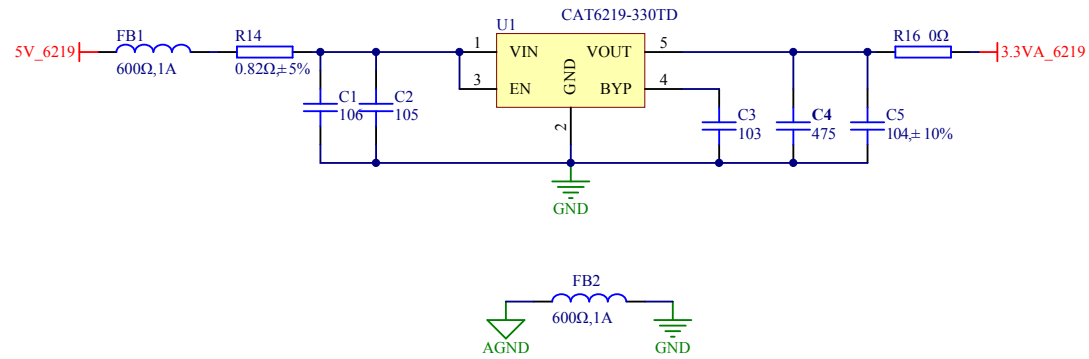 CAT6219-330TD
U1
FB1
R14
5V_6219
600Ω,1A
0.82Ω,±5%
1
VIN
VOUT
5
3
EN
GND
BYP
4
2
R16 0Ω
3.3VA_6219
C1
106
C2
105
C3
103
C4
475
C5
104,±10%
GND
FB2
600Ω,1A
AGND
GND